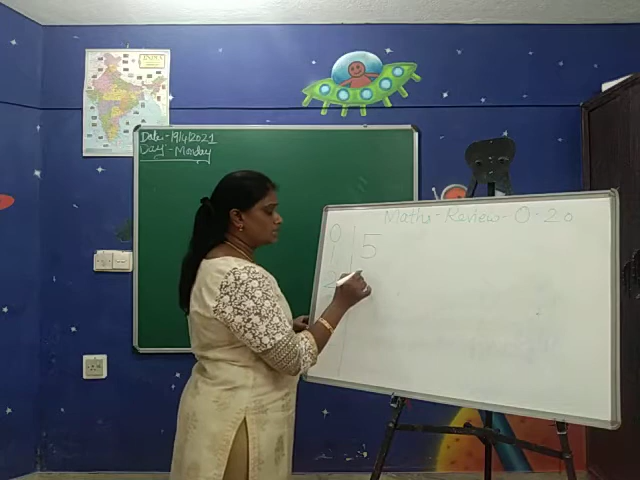 INDIA
Date:-19/4/2021
Day:- Monday
Maths-Review-0-20
0 5
1
2